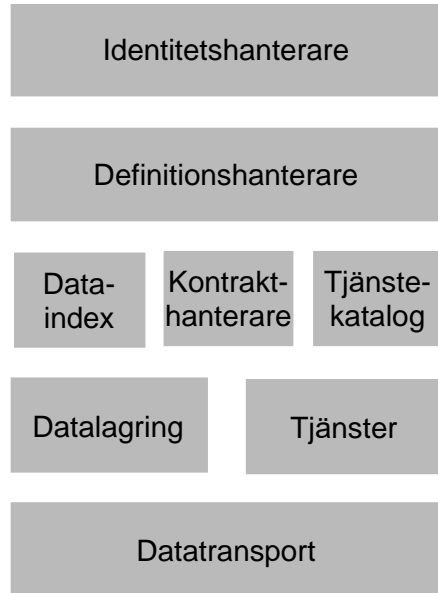 Identitetshanterare
Definitionshanterare
Data-
index
Kontrakt-
hanterare
Tjänste-
katalog
Datalagring
Tjänster
Datatransport